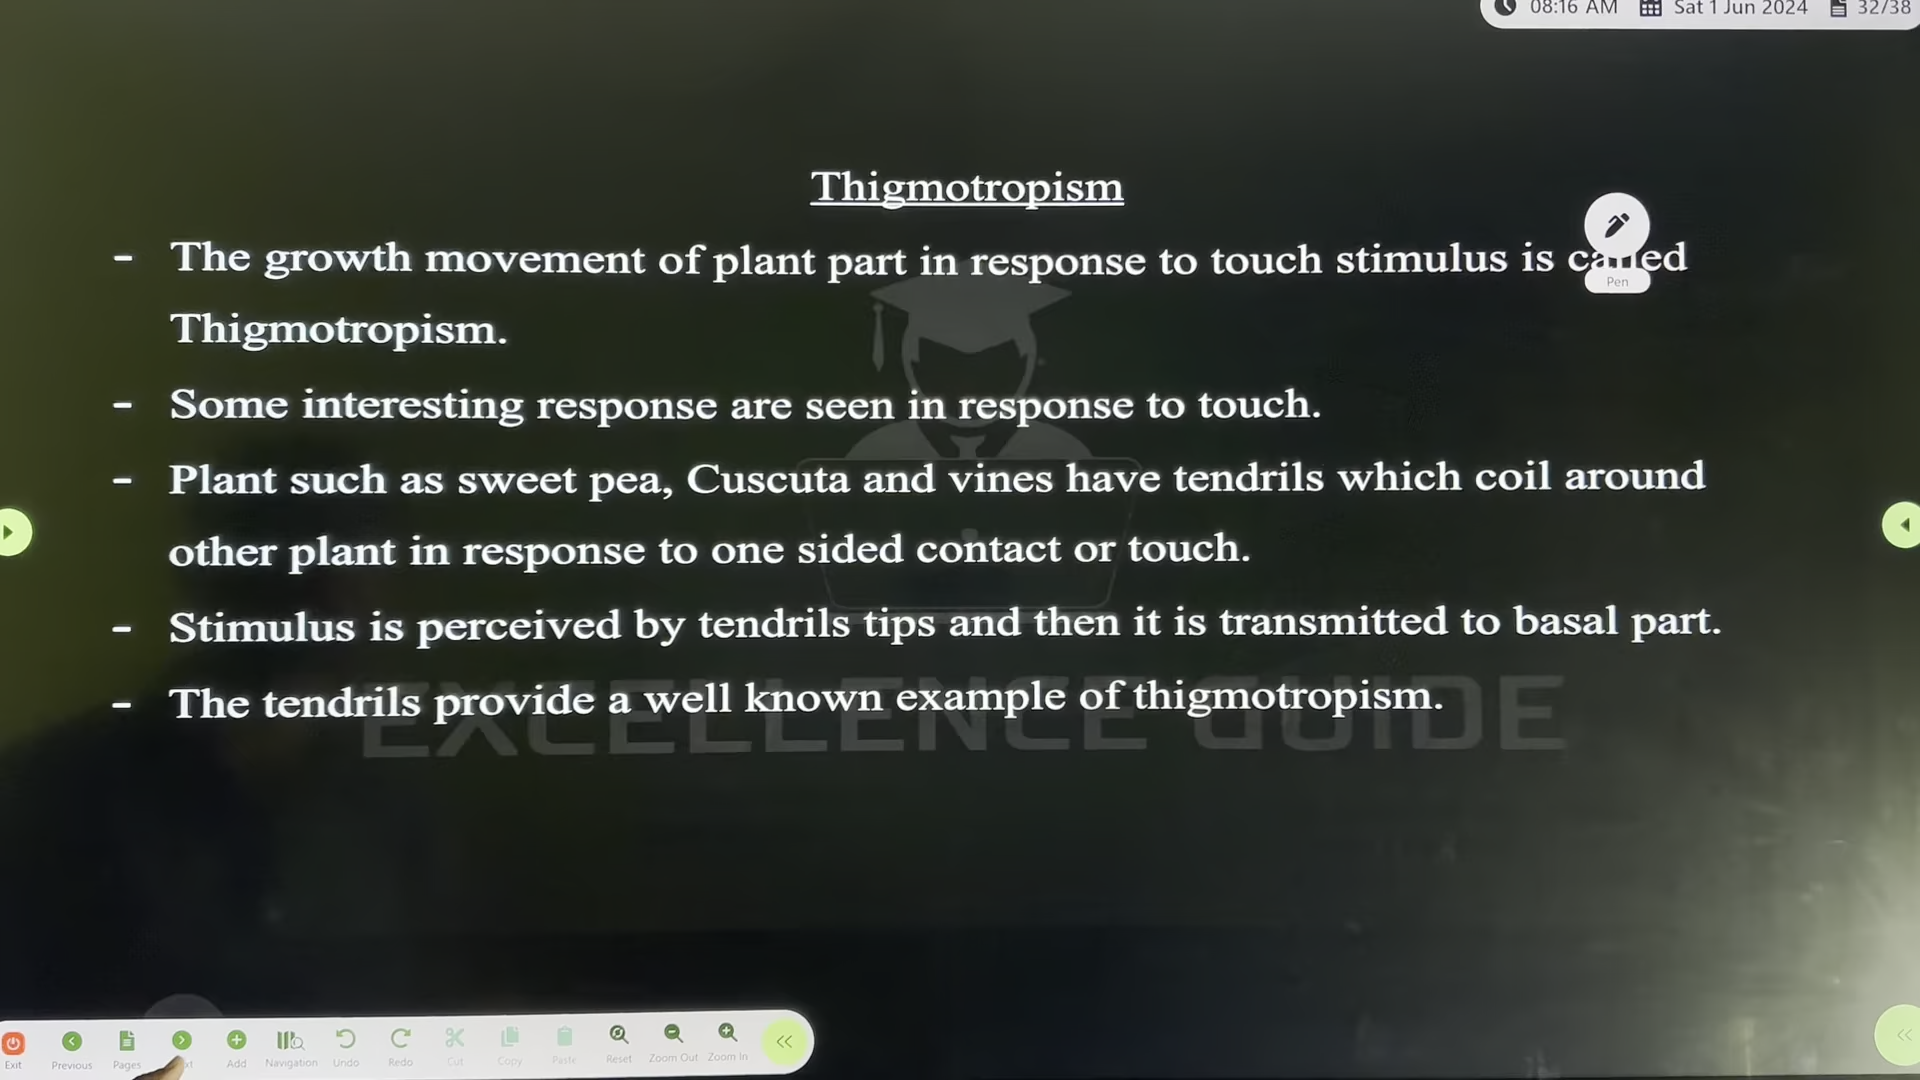 08:16 AM Sat 1 Jun 2024 32/38
Thigmotropism
- The growth movement of plant part in response to touch stimulus is called
Pen
Thigmotropism.
- Some interesting response are seen in response to touch.
- Plant such as sweet pea, Cuscuta and vines have tendrils which coil around
other plant in response to one sided contact or touch.
- Stimulus is perceived by tendrils tips and then it is transmitted to basal part.
- The tendrils provide a well known example of thigmotropism.
EXCELLENCE GUIDE
Exit Previous Pages Add Navigation Undo Redo Cut Copy Paste Reset Zoom Out Zoom In